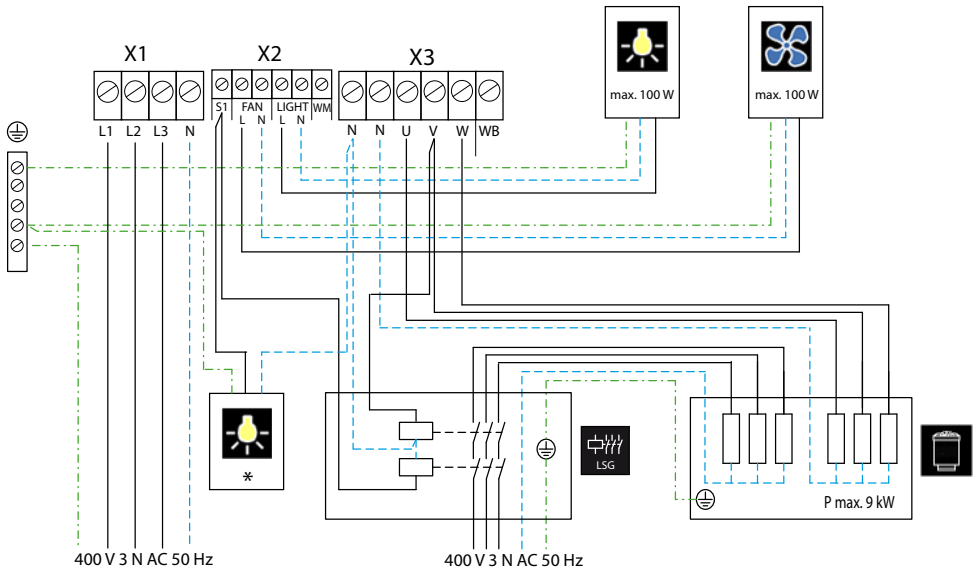 X1 X2 X3
max. 100 W max. 100 W
S1 FAN LIGHT WM
L N L N
L1 L2 L3 N
N N U V W WB
LSG
*
P max. 9 kW
400 V 3 N AC 50 Hz 400 V 3 N AC 50 Hz